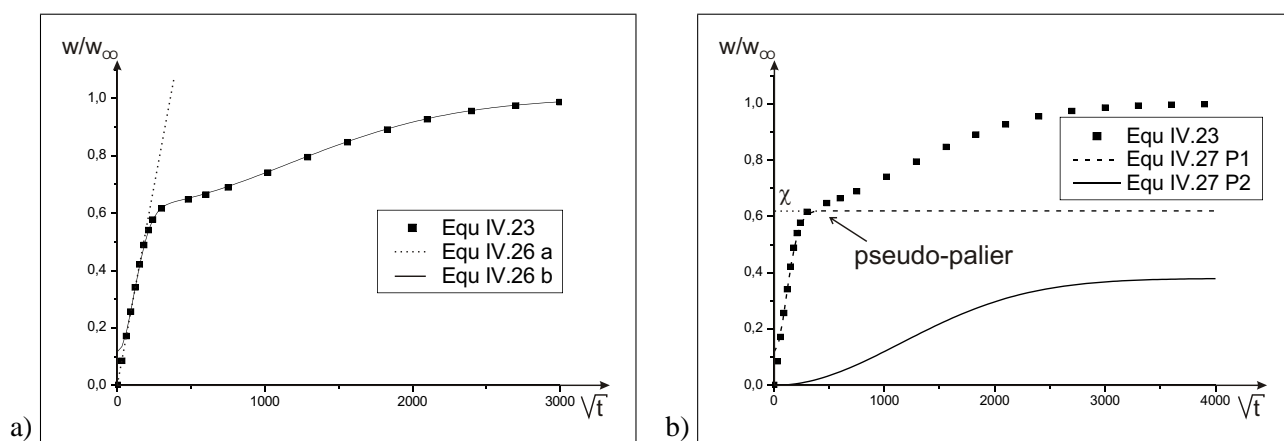 w/w∞
1,0
0,8
0,6
0,4
0,2
0,0
0
1000
2000
3000
√t
Equ IV.23
Equ IV.26 a
Equ IV.26 b
a)
w/w∞
1,0
0,8
0,6
0,4
0,2
0,0
0
1000
2000
3000
4000
√t
χ
pseudo-palier
Equ IV.23
Equ IV.27 P1
Equ IV.27 P2
b)